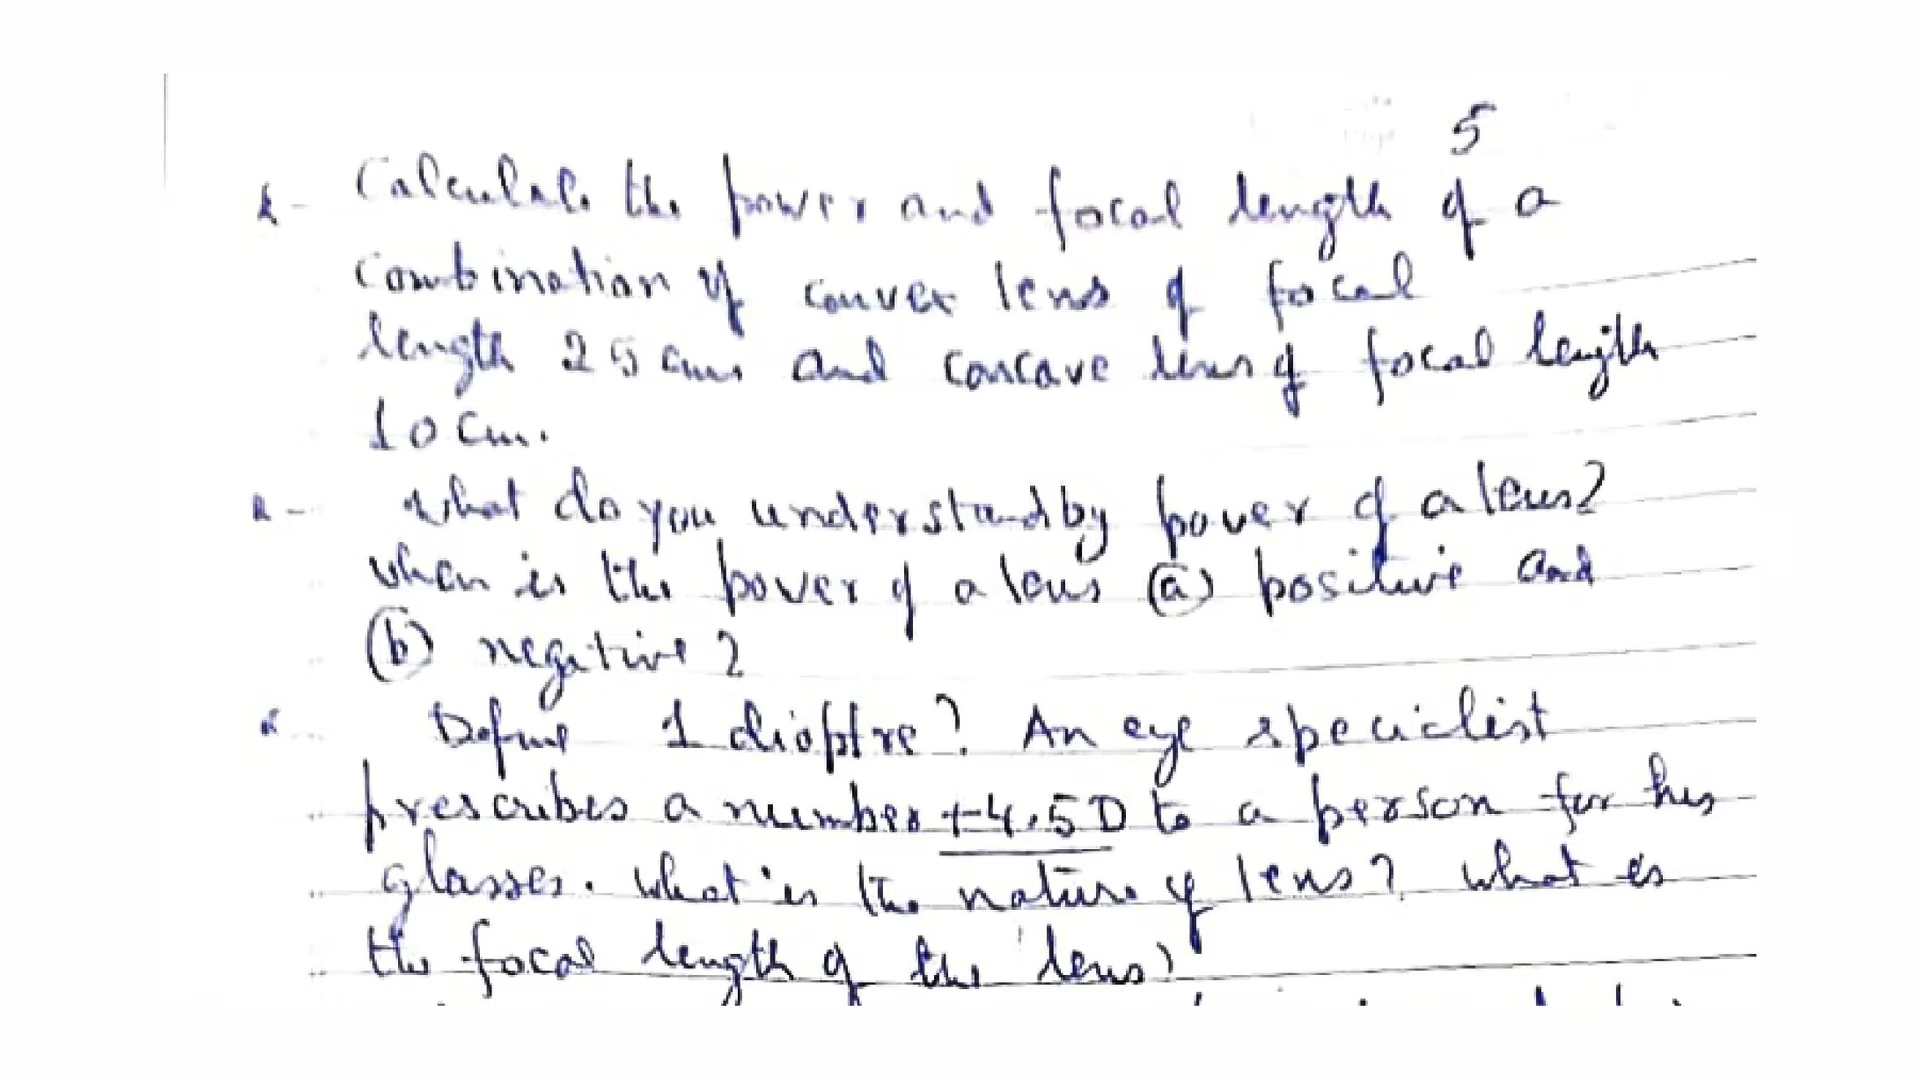 5
Calculate the power and focal length of a
combination of convex lens of focal
length 25 cm and concave lens of focal length
10 cm.
What do you understand by power of a lens?
when is the power of a lens (a) positive and
(b) negative?
Define 1 dioptre? An eye specialist
prescribes a number +4.5D to a person for his
glasses. What is the nature of lens? What is
the focal length of the lens?